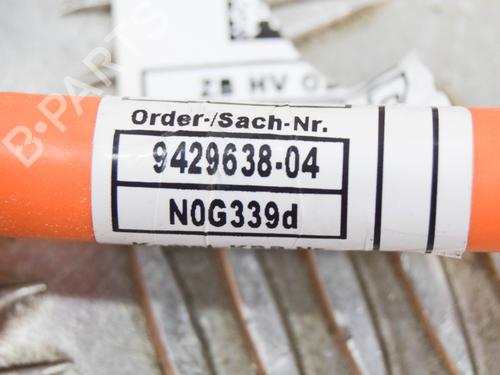 ZB HV
Order-/Sach-Nr.
9429638-04
N0G339d
B-PARTS